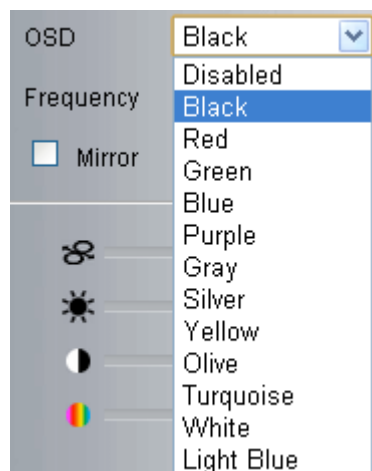 OSD Black
Disabled
Frequency
Black
Red
Mirror
Green
Blue
Purple
Gray
Silver
Yellow
Olive
Turquoise
White
Light Blue